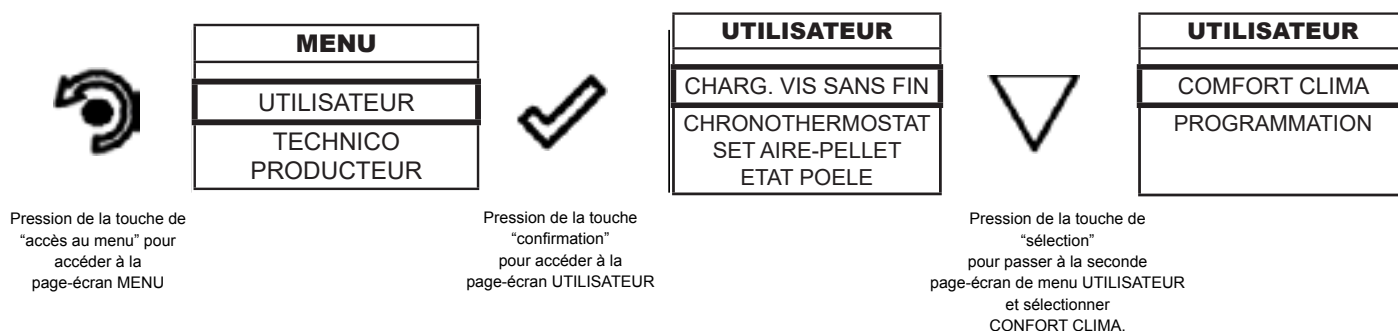 MENU
UTILISATEUR
TECHNICO
PRODUCTEUR
UTILISATEUR
CHARG. VIS SANS FIN
CHRONOTHERMOSTAT
SET AIRE-PELLET
ETAT POELE
UTILISATEUR
COMFORT CLIMA
PROGRAMMATION
Pression de la touche de
“accès au menu” pour
accéder à la
page-écran MENU
Pression de la touche
“confirmation”
pour accéder à la
page-écran UTILISATEUR
Pression de la touche de
“sélection”
pour passer à la seconde
page-écran de menu UTILISATEUR
et sélectionner
CONFORT CLIMA.